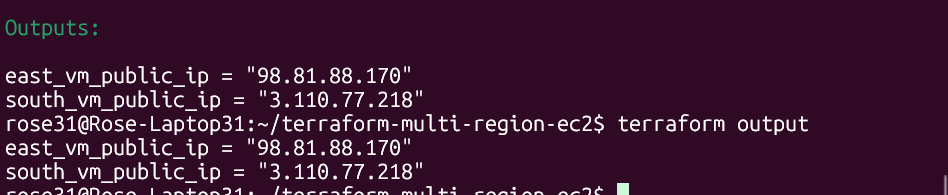 Outputs:
east_vm_public_ip = "98.81.88.170"
south_vm_public_ip = "3.110.77.218"
rose31@Rose-Laptop31:~/terraform-multi-region-ec2$ terraform output
east_vm_public_ip = "98.81.88.170"
south_vm_public_ip = "3.110.77.218"
rose31@Rose-Laptop31:~/terraform-multi-region-ec2$